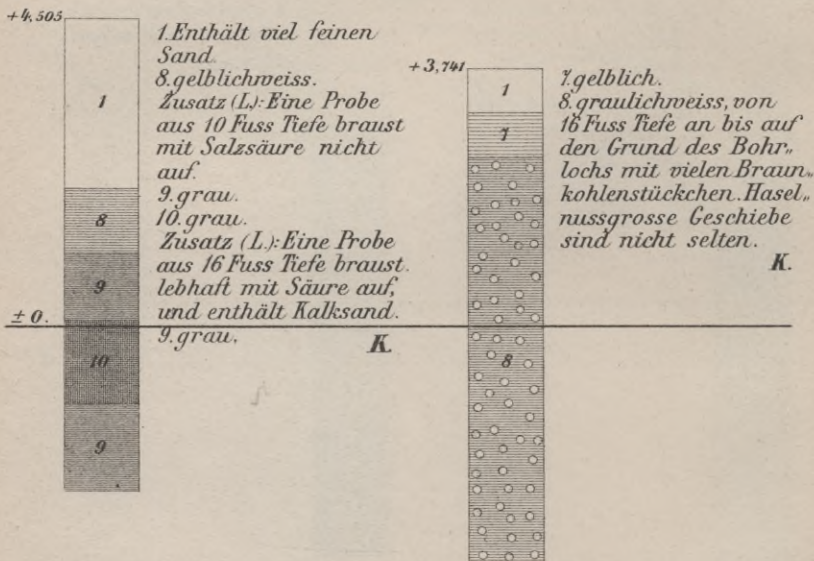 +4,505
1. Enthält viel feinen
Sand.
8. gelblichweiss.
Zusatz (L.): Eine Probe
aus 10 Fuss Tiefe braust
mit Salzsäure nicht
auf.
9. grau.
10. grau.
Zusatz (L.): Eine Probe
aus 16 Fuss Tiefe braust
lebhaft mit Säure auf,
und enthält Kalksand.
9. grau.
K.
1
8
9
10
9
± 0.
+3,741
7. gelblich.
8. graulichweiss, von
16 Fuss Tiefe an bis auf
den Grund des Bohr„
lochs mit vielen Braun„
kohlenstückchen. Hasel„
nussgrosse Geschiebe
sind nicht selten.
K.
1
7
8